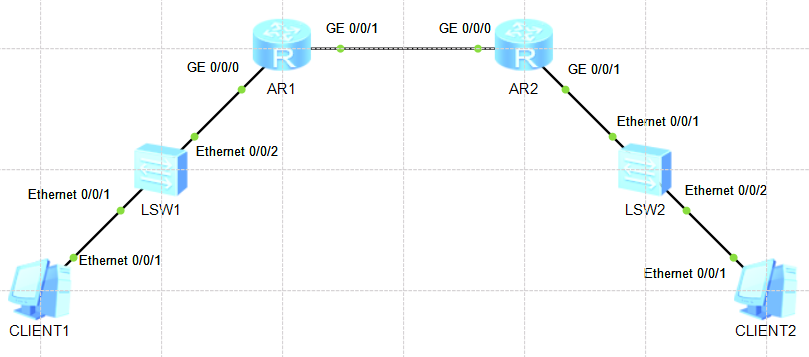 GE 0/0/1
GE 0/0/0
R
R
GE 0/0/0
AR1
AR2
GE 0/0/1
Ethernet 0/0/1
Ethernet 0/0/2
Ethernet 0/0/1
LSW1
LSW2
Ethernet 0/0/2
Ethernet 0/0/1
Ethernet 0/0/1
CLIENT1
CLIENT2